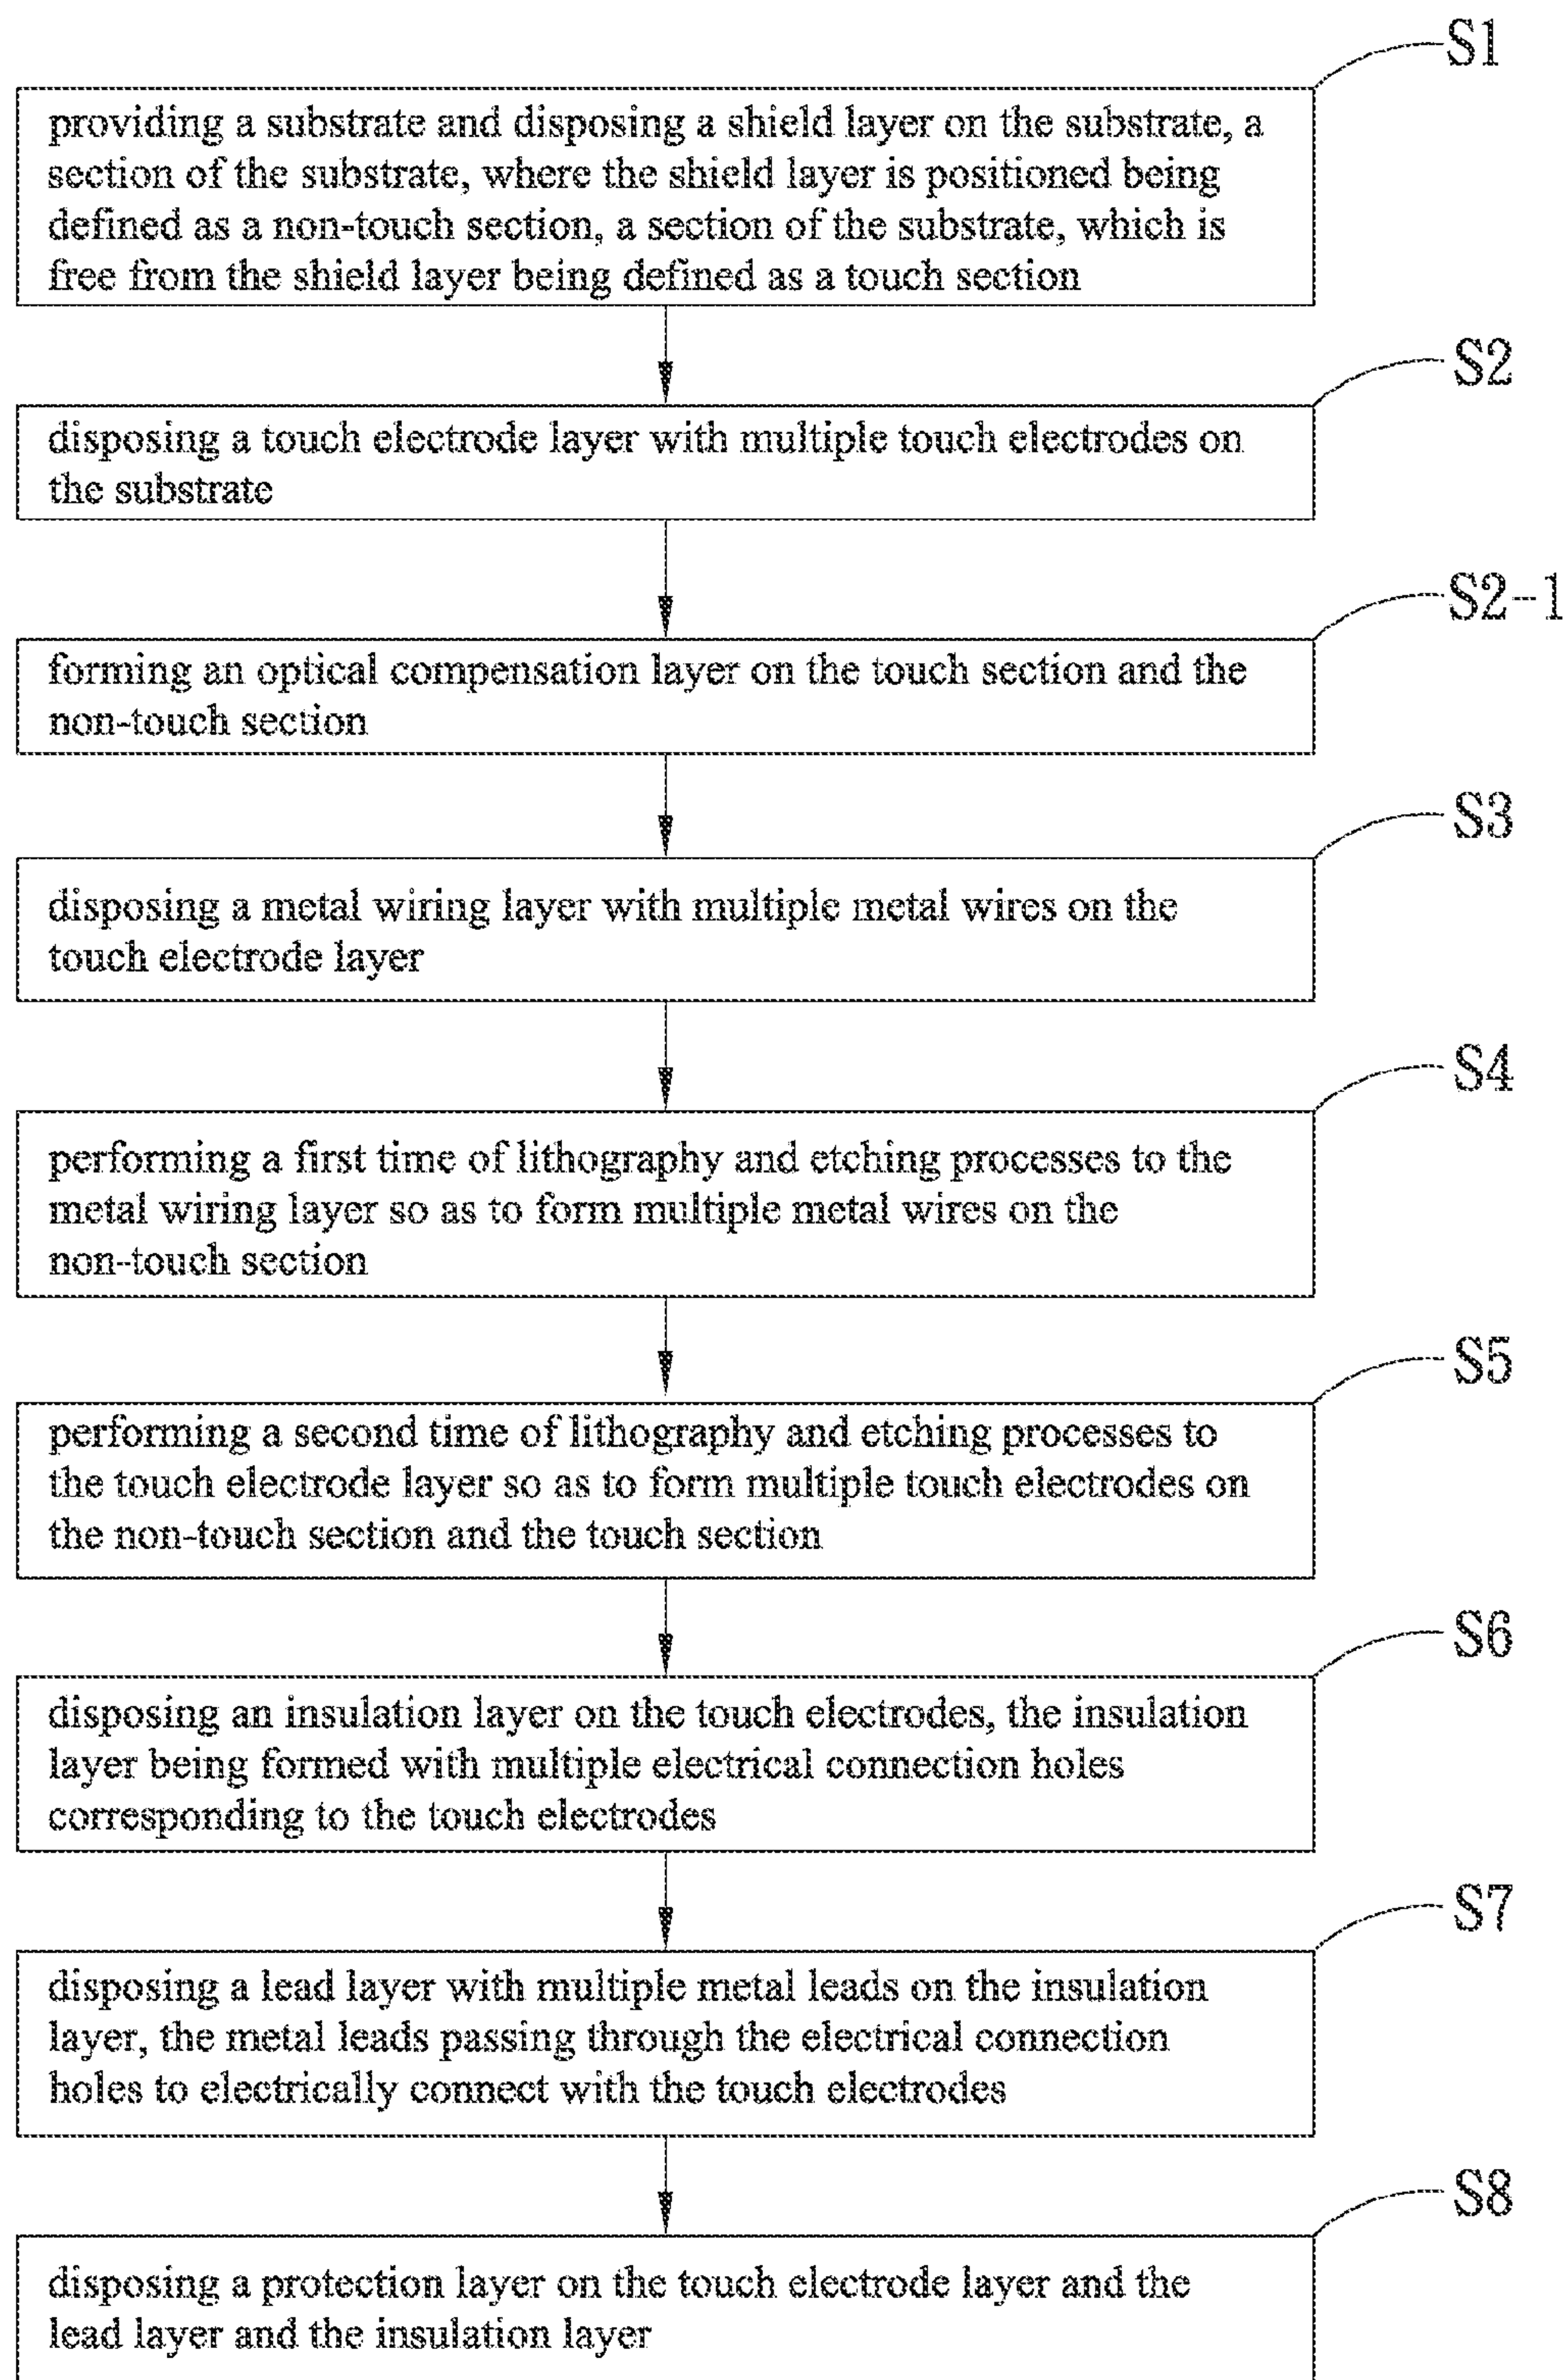 S1
providing a substrate and disposing a shield layer on the substrate, a
section of the substrate, where the shield layer is positioned being
defined as a non-touch section, a section of the substrate, which is
free from the shield layer being defined as a touch section
S2
disposing a touch electrode layer with multiple touch electrodes on
the substrate
S2-1
forming an optical compensation layer on the touch section and the
non-touch section
S3
disposing a metal wiring layer with multiple metal wires on the
touch electrode layer
S4
performing a first time of lithography and etching processes to the
metal wiring layer so as to form multiple metal wires on the
non-touch section
S5
performing a second time of lithography and etching processes to
the touch electrode layer so as to form multiple touch electrodes on
the non-touch section and the touch section
S6
disposing an insulation layer on the touch electrodes, the insulation
layer being formed with multiple electrical connection holes
corresponding to the touch electrodes
S7
disposing a lead layer with multiple metal leads on the insulation
layer, the metal leads passing through the electrical connection
holes to electrically connect with the touch electrodes
S8
disposing a protection layer on the touch electrode layer and the
lead layer and the insulation layer